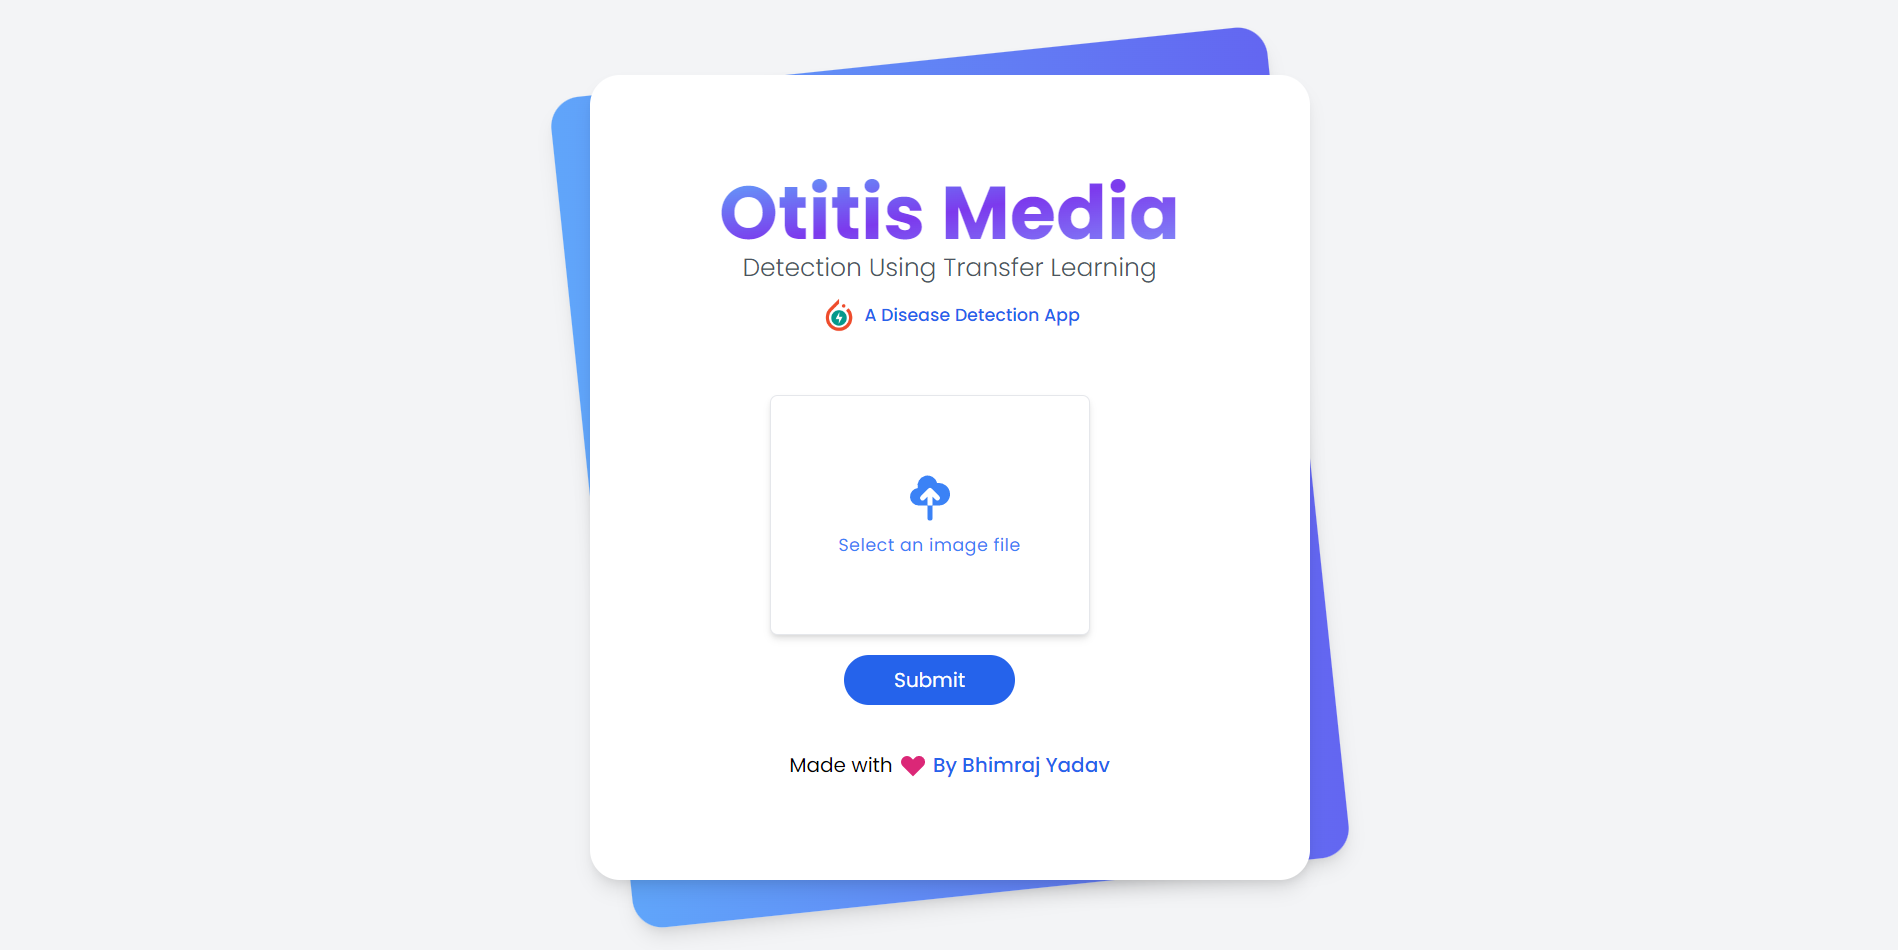 Otitis Media
Detection Using Transfer Learning
A Disease Detection App
Select an image file
Submit
Made with By Bhimraj Yadav